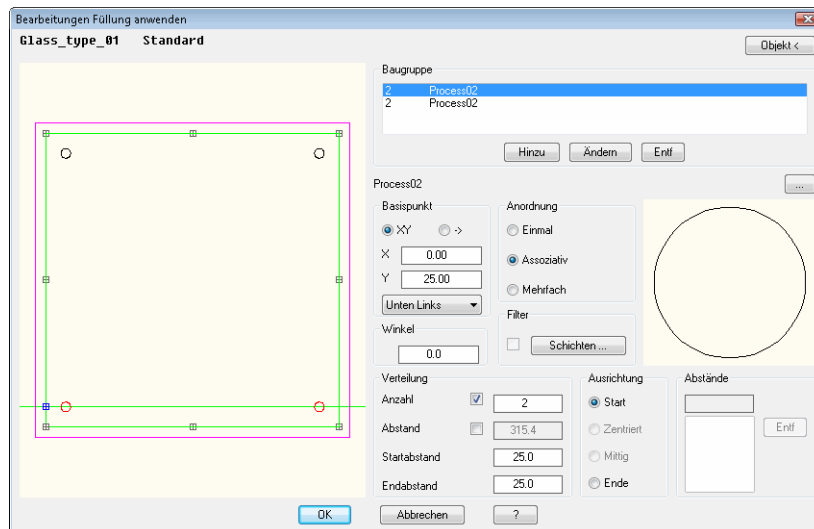 Bearbeitungen Füllung anwenden
Glass_type_01 Standard
Objekt <
Baugruppe
2 Process02
2 Process02
Hinzu Ändern Entf
Process02 ...
Basispunkt Anordnung
XY -> Einmal
X 0.00
Assoziativ
Y 25.00
Mehrfach
Unten Links
Filter
Winkel
Schichten ...
0.0
Verteilung Ausrichtung Abstände
Anzahl 2 Start
Abstand 315.4 Zentriert Entf
Startabstand 25.0 Mittig
Endabstand 25.0 Ende
OK Abbrechen ?